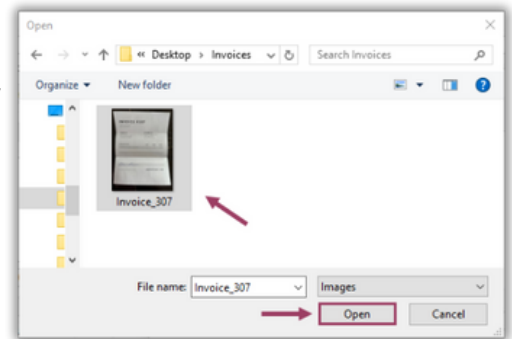 Open
« Desktop > Invoices
Search Invoices
Organize
New folder
Invoice_307
File name: Invoice_307
Images
Open
Cancel